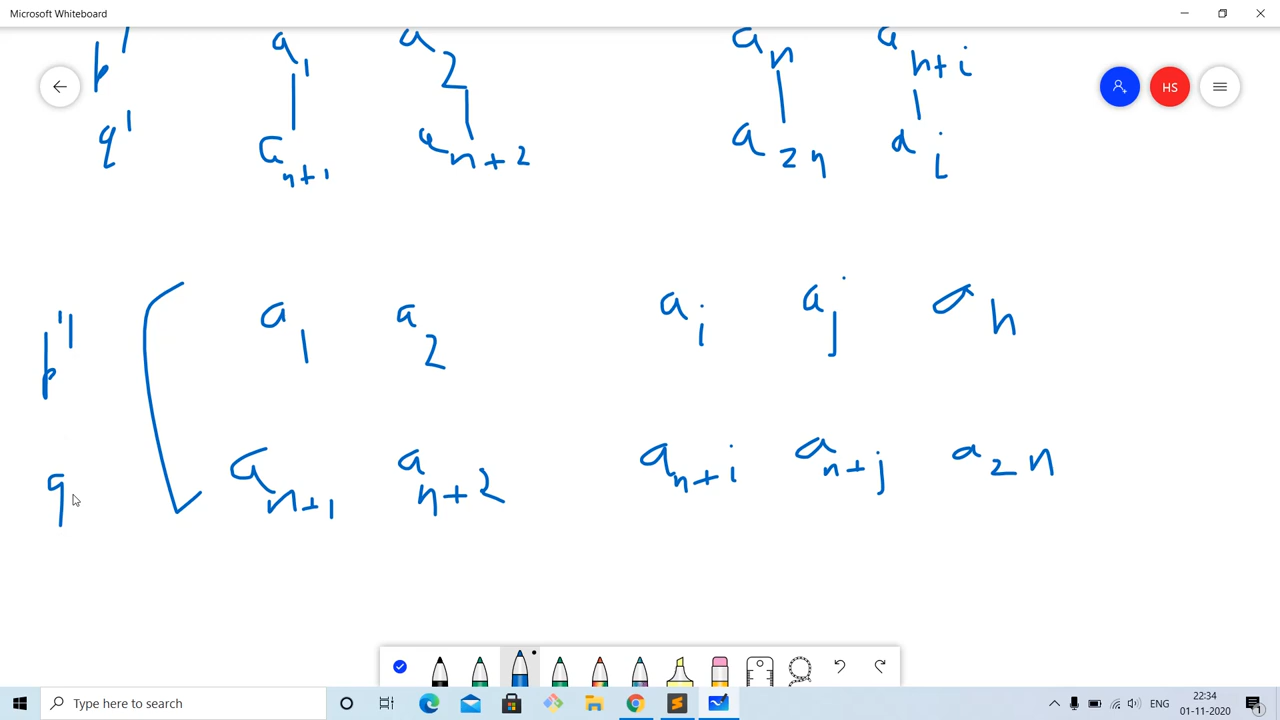 Microsoft Whiteboard
p' a₁ a₂ aₙ aₙ₊ᵢ
q' aₙ₊₁ aₙ₊₂ a₂ₙ aᵢ
HS
p'' a₁ a₂ aᵢ aⱼ aₙ
q aₙ₊₁ aₙ₊₂ aₙ₊ᵢ aₙ₊ⱼ a₂ₙ
Type here to search
ENG
22:34
01-11-2020
1